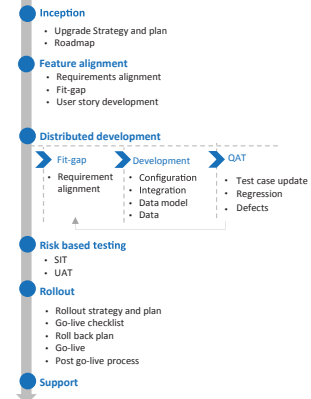 Inception
• Upgrade Strategy and plan
• Roadmap
Feature alignment
• Requirements alignment
• Fit-gap
• User story development
Distributed development
Fit-gap
• Requirement
alignment
Development
• Configuration
• Integration
• Data model
• Data
QAT
• Test case update
• Regression
• Defects
Risk based testing
• SIT
• UAT
Rollout
• Rollout strategy and plan
• Go-live checklist
• Roll back plan
• Go-live
• Post go-live process
Support